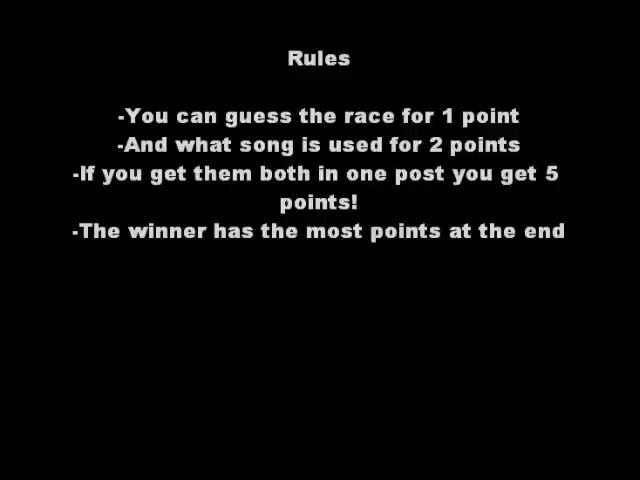 Rules
-You can guess the race for 1 point
-And what song is used for 2 points
-If you get them both in one post you get 5
points!
-The winner has the most points at the end